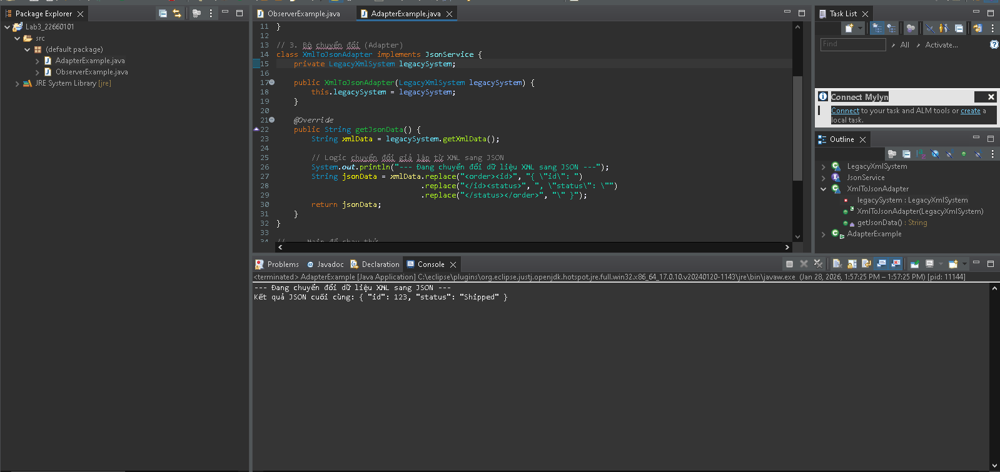 Package Explorer
Lab3_22660101
src
(default package)
AdapterExample.java
ObserverExample.java
JRE System Library [jre]
ObserverExample.java
AdapterExample.java
11 }
12
13 // 3. Bộ chuyển đổi (Adapter)
14 class XmlToJsonAdapter implements JsonService {
15 private LegacyXmlSystem legacySystem;
16
17 public XmlToJsonAdapter(LegacyXmlSystem legacySystem) {
18 this.legacySystem = legacySystem;
19 }
20
21 @Override
22 public String getJsonData() {
23 String xmlData = legacySystem.getXmlData();
24
25 // Logic chuyển đổi giả lập từ XML sang JSON
26 System.out.println("--- Đang chuyển đổi dữ liệu XML sang JSON ---");
27 String jsonData = xmlData.replace("<order><id>", "{ \"id\": ")
28 .replace("</id><status>", ", \"status\": \"")
29 .replace("</status></order>", "\" }");
30 return jsonData;
31 }
32 }
33
34 // Main để chạy thử
Problems
Javadoc
Declaration
Console
<terminated> AdapterExample [Java Application] C:\eclipse\plugins\org.eclipse.justj.openjdk.hotspot.jre.full.win32.x86_64_17.0.10.v20240120-1143\jre\bin\javaw.exe (Jan 28, 2026, 1:57:25 PM – 1:57:25 PM) [pid: 11144]
--- Đang chuyển đổi dữ liệu XML sang JSON ---
Kết quả JSON cuối cùng: { "id": 123, "status": "Shipped" }
Task List
Find
All
Activate...
Connect Mylyn
Connect to your task and ALM tools or create a
local task.
Outline
LegacyXmlSystem
JsonService
XmlToJsonAdapter
legacySystem : LegacyXmlSystem
XmlToJsonAdapter(LegacyXmlSystem)
getJsonData() : String
AdapterExample